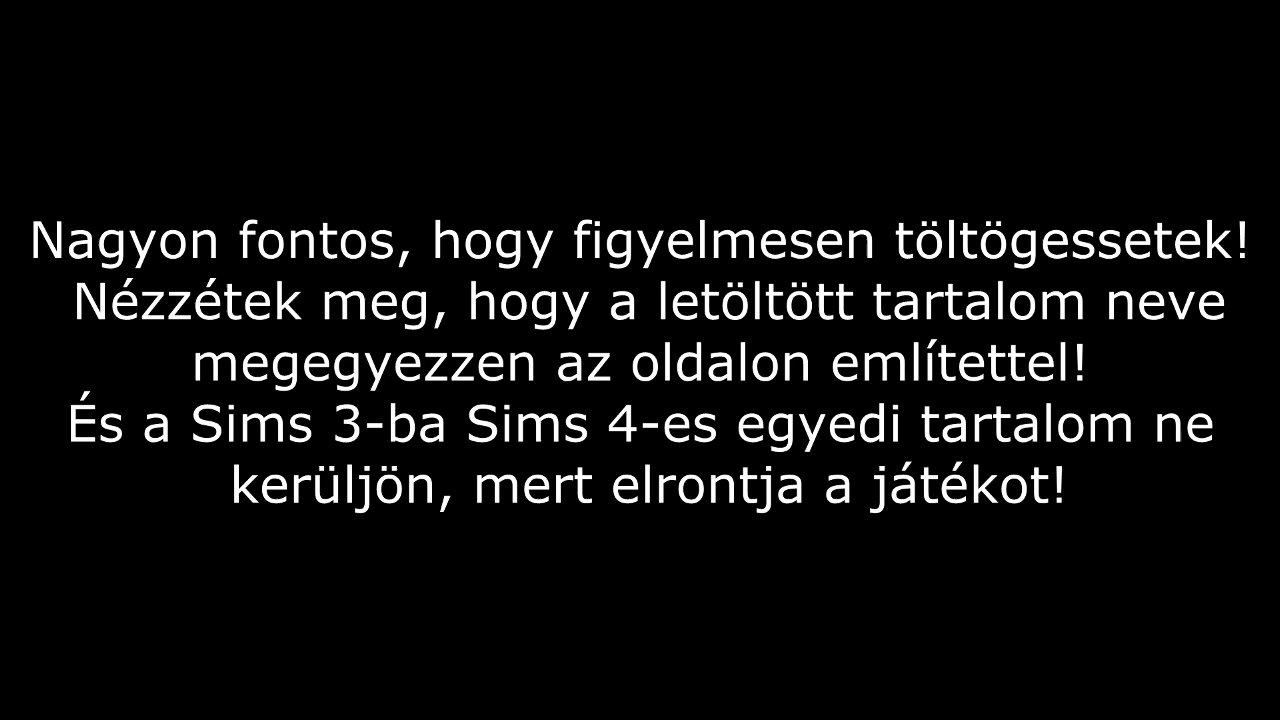 Nagyon fontos, hogy figyelmesen töltögessetek!
Nézzétek meg, hogy a letöltött tartalom neve
megegyezzen az oldalon említettel!
És a Sims 3-ba Sims 4-es egyedi tartalom ne
kerüljön, mert elrontja a játékot!